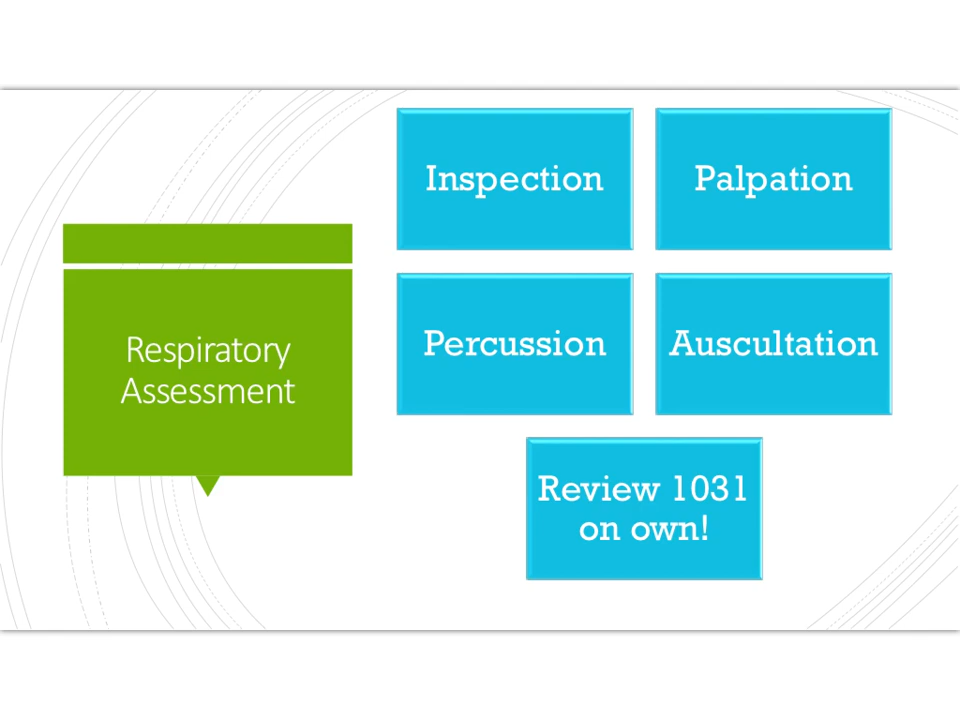 Respiratory
Assessment
Inspection
Palpation
Percussion
Auscultation
Review 1031
on own!